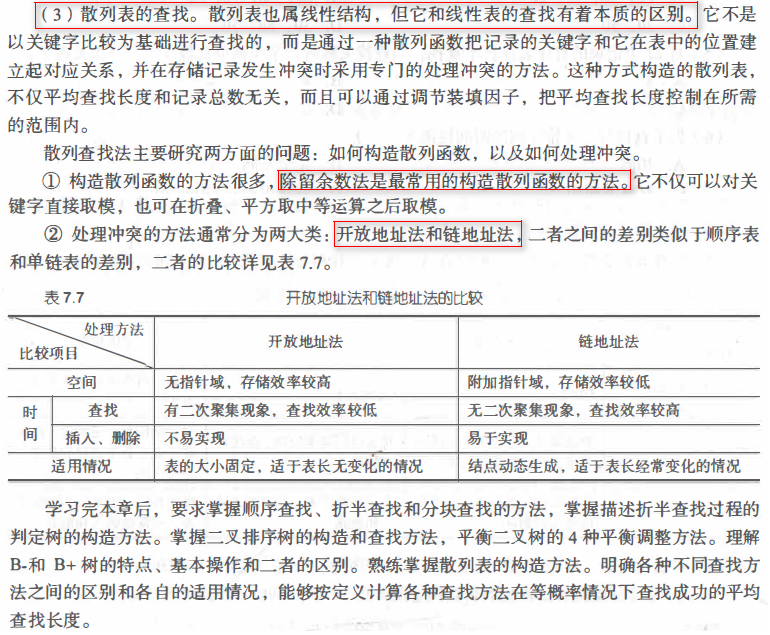 （3）散列表的查找。散列表也属线性结构，但它和线性表的查找有着本质的区别。它不是
以关键字比较为基础进行查找的，而是通过一种散列函数把记录的关键字和它在表中的位置建
立起对应关系，并在存储记录发生冲突时采用专门的处理冲突的方法。这种方式构造的散列表，
不仅平均查找长度和记录总数无关，而且可以通过调节装填因子，把平均查找长度控制在所需
的范围内。
散列查找法主要研究两方面的问题：如何构造散列函数，以及如何处理冲突。
① 构造散列函数的方法很多，除留余数法是最常用的构造散列函数的方法。它不仅可以对关
键字直接取模，也可在折叠、平方取中等运算之后取模。
② 处理冲突的方法通常分为两大类：开放地址法和链地址法，二者之间的差别类似于顺序表
和单链表的差别，二者的比较详见表 7.7。
表 7.7 开放地址法和链地址法的比较
处理方法
比较项目 开放地址法 链地址法
空间 无指针域，存储效率较高 附加指针域，存储效率较低
时间 查找 有二次聚集现象，查找效率较低 无二次聚集现象，查找效率较高
插入、删除 不易实现 易于实现
适用情况 表的大小固定，适于表长无变化的情况 结点动态生成，适于表长经常变化的情况
学习完本章后，要求掌握顺序查找、折半查找和分块查找的方法，掌握描述折半查找过程的
判定树的构造方法。掌握二叉排序树的构造和查找方法，平衡二叉树的 4 种平衡调整方法。理解
B-和 B+ 树的特点、基本操作和二者的区别。熟练掌握散列表的构造方法。明确各种不同查找方
法之间的区别和各自的适用情况，能够按定义计算各种查找方法在等概率情况下查找成功的平均
查找长度。